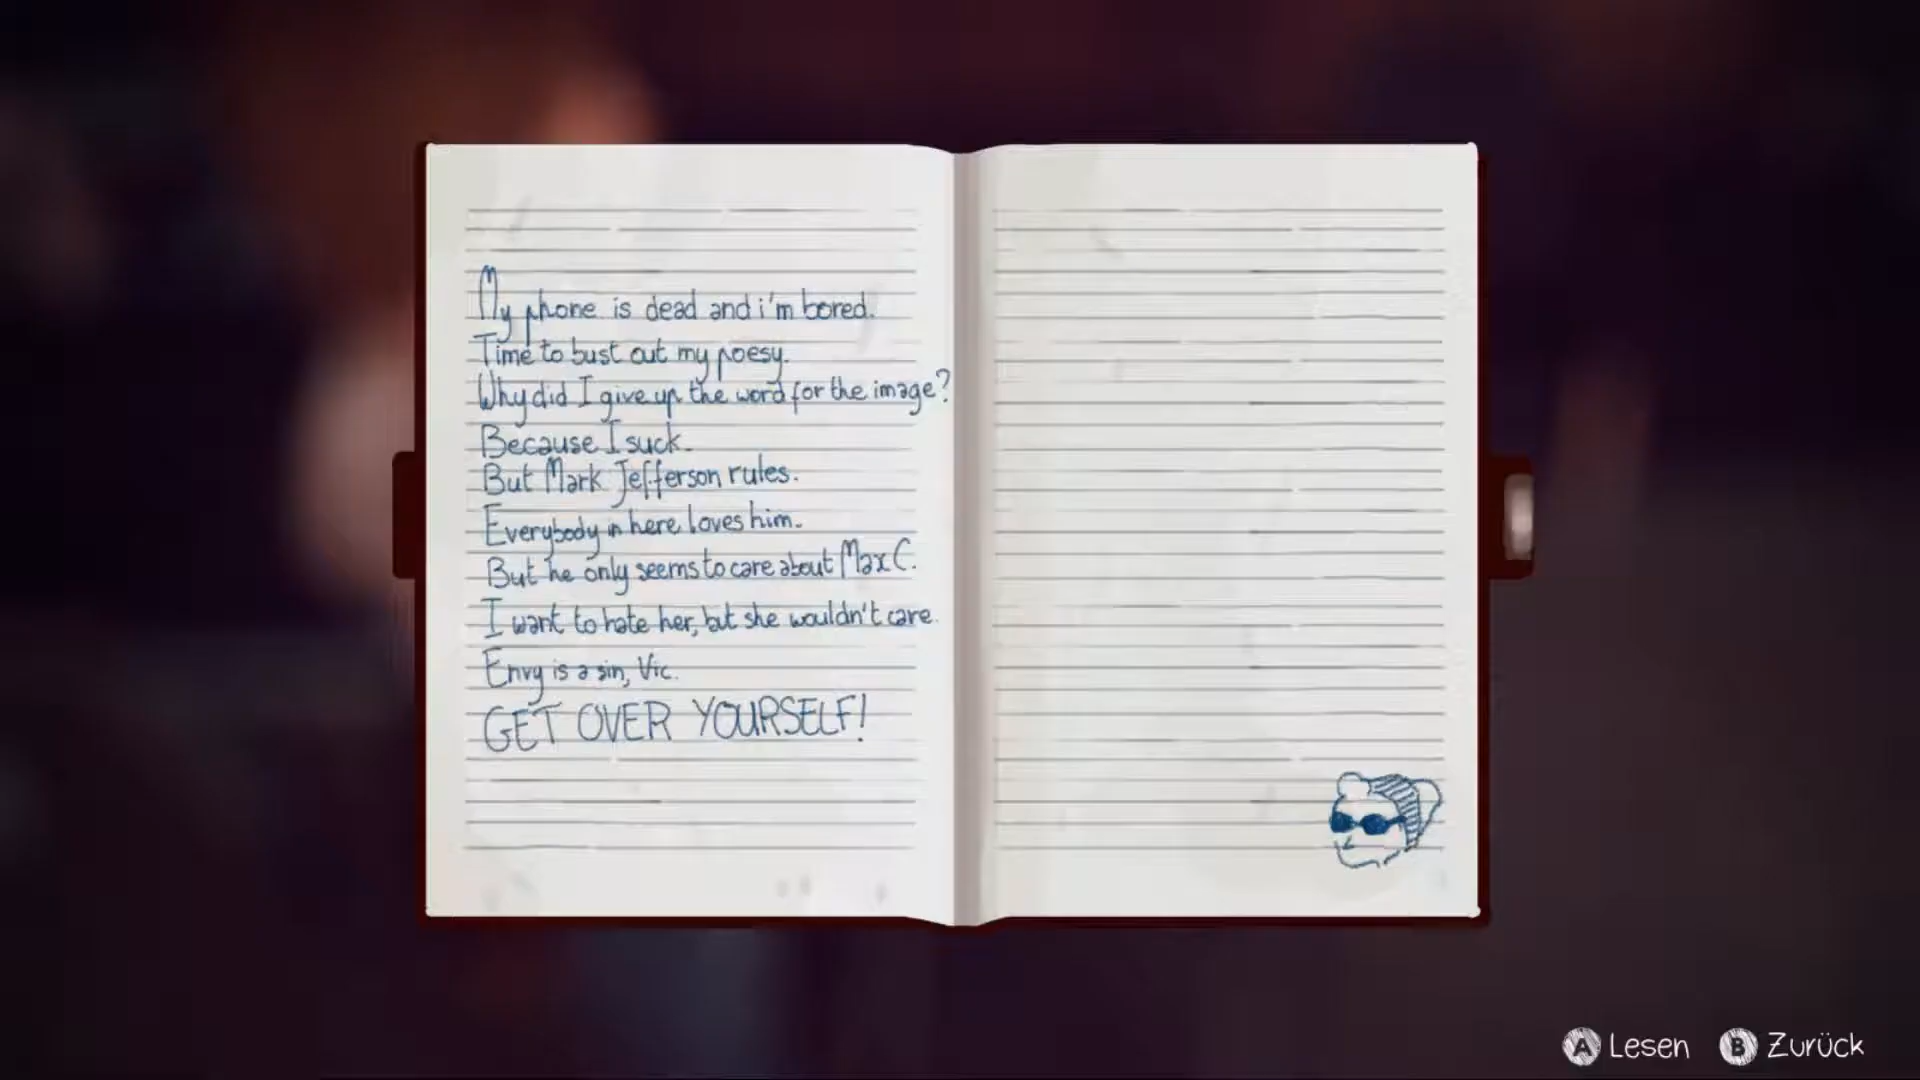 My phone is dead and i'm bored.
Time to bust out my poesy.
Why did I give up the word for the image?
Because I suck.
But Mark Jefferson rules.
Everybody in here loves him.
But he only seems to care about Max C.
I want to hate her, but she wouldn't care.
Envy is a sin, Vic.
GET OVER YOURSELF!
A Lesen B Zurück